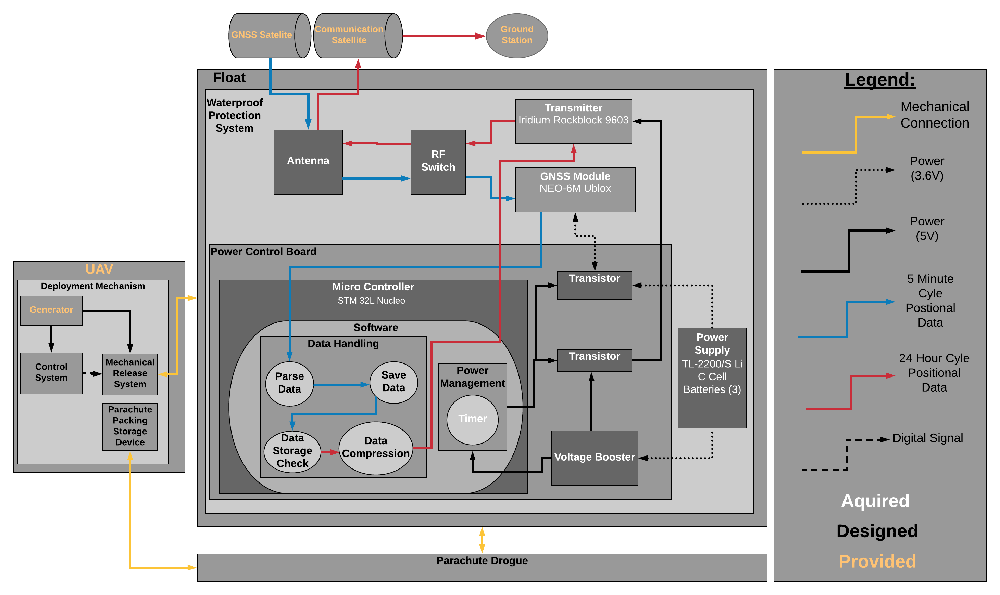 GNSS Satelite
Communication
Satellite
Ground
Station
Float
Waterproof
Protection
System
Transmitter
Iridium Rockblock 9603
Antenna
RF
Switch
GNSS Module
NEO-6M Ublox
Power Control Board
Micro Controller
STM 32L Nucleo
Software
Data Handling
Parse
Data
Save
Data
Data
Storage
Check
Data
Compression
Power
Management
Timer
Transistor
Transistor
Voltage Booster
Power
Supply
TL-2200/S Li
C Cell
Batteries (3)
UAV
Deployment Mechanism
Generator
Control
System
Mechanical
Release
System
Parachute
Packing
Storage
Device
Parachute Drogue
Legend:
Mechanical
Connection
Power
(3.6V)
Power
(5V)
5 Minute
Cyle
Postional
Data
24 Hour Cyle
Positional
Data
Digital Signal
Aquired
Designed
Provided